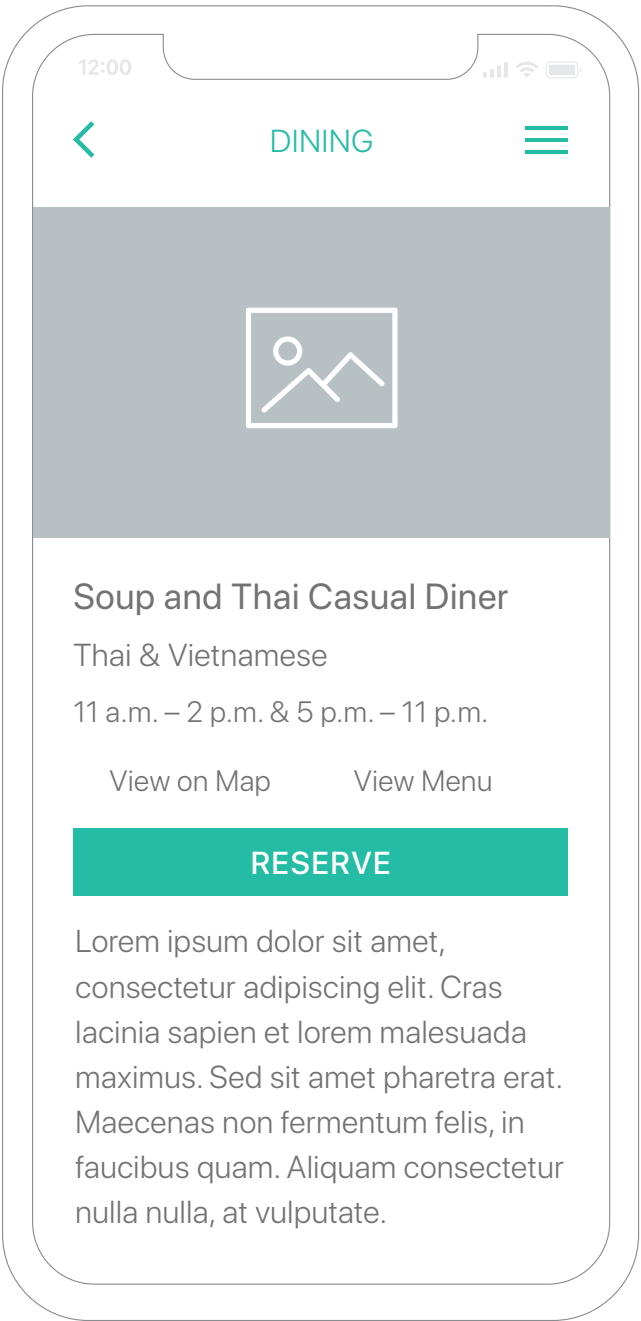 12:00
DINING
Soup and Thai Casual Diner
Thai & Vietnamese
11 a.m. – 2 p.m. & 5 p.m. – 11 p.m.
View on Map View Menu
RESERVE
Lorem ipsum dolor sit amet,
consectetur adipiscing elit. Cras
lacinia sapien et lorem malesuada
maximus. Sed sit amet pharetra erat.
Maecenas non fermentum felis, in
faucibus quam. Aliquam consectetur
nulla nulla, at vulputate.